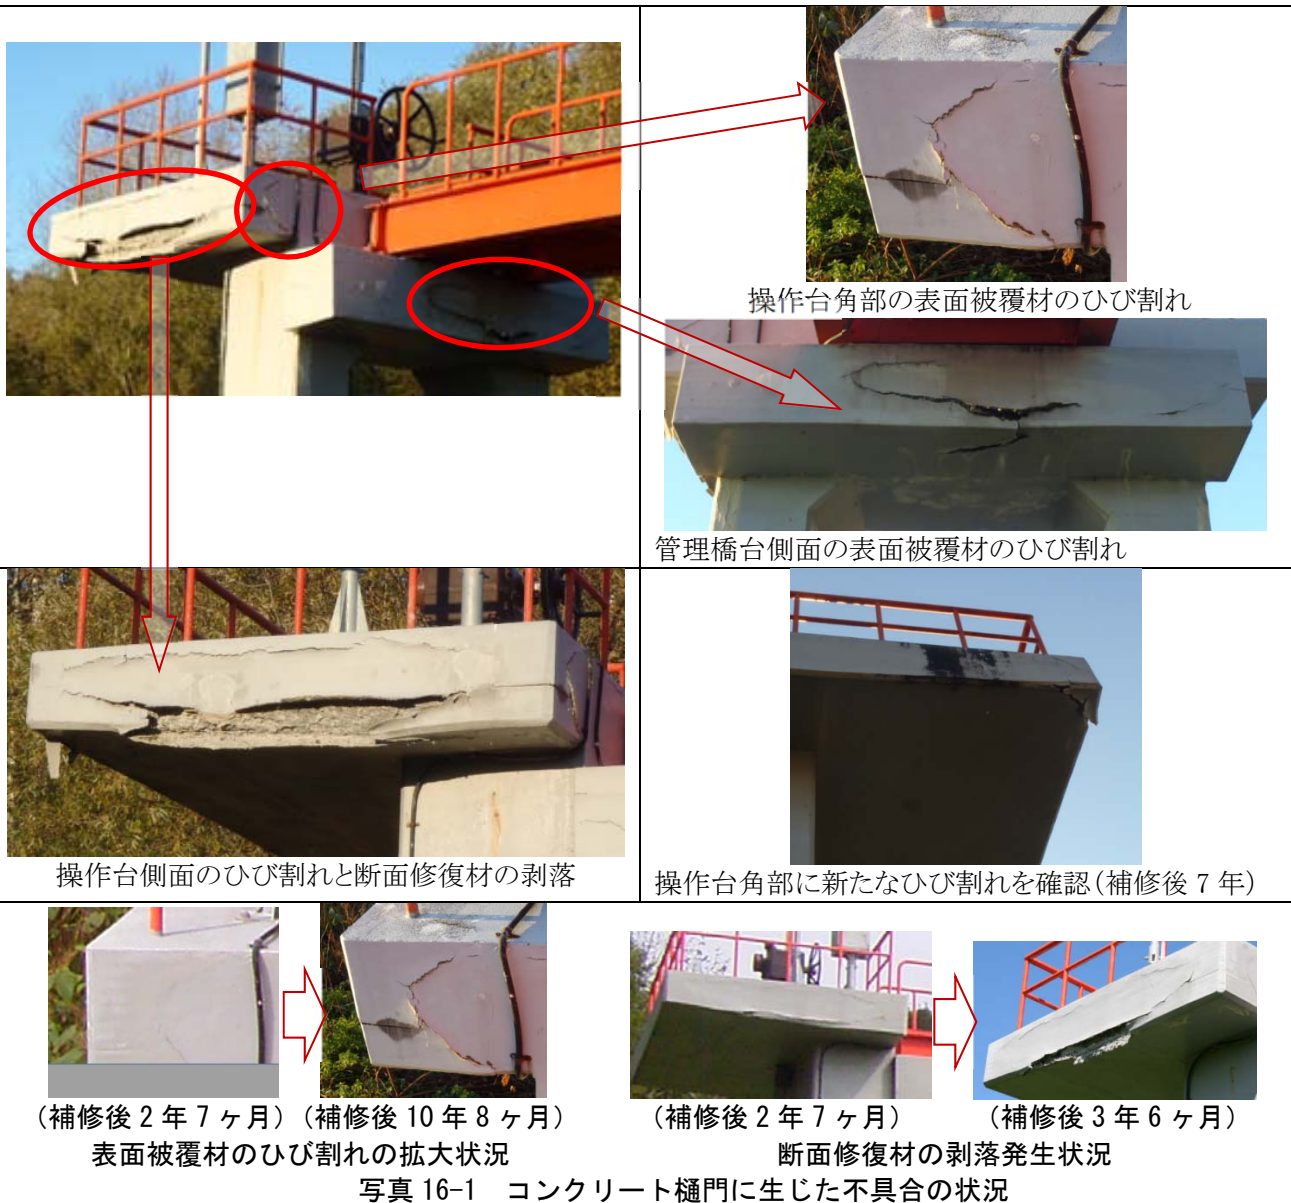 操作台角部の表面被覆材のひび割れ
管理橋台側面の表面被覆材のひび割れ
操作台側面のひび割れと断面修復材の剥落
操作台角部に新たなひび割れを確認(補修後 7 年)
(補修後 2 年 7 ヶ月) (補修後 10 年 8 ヶ月)
表面被覆材のひび割れの拡大状況
(補修後 2 年 7 ヶ月) (補修後 3 年 6 ヶ月)
断面修復材の剥落発生状況
写真 16-1 コンクリート樋門に生じた不具合の状況